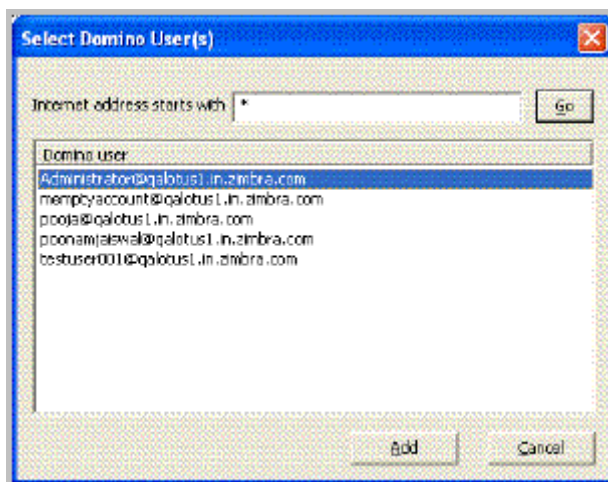 Select Domino User(s)
Internet address starts with * Go
Domino user
Administrator@qalotus1.in.zimbra.com
memptyaccount@qalotus1.in.zimbra.com
pooja@qalotus1.in.zimbra.com
poonamjaiswal@qalotus1.in.zimbra.com
testuser001@qalotus1.in.zimbra.com
Add Cancel